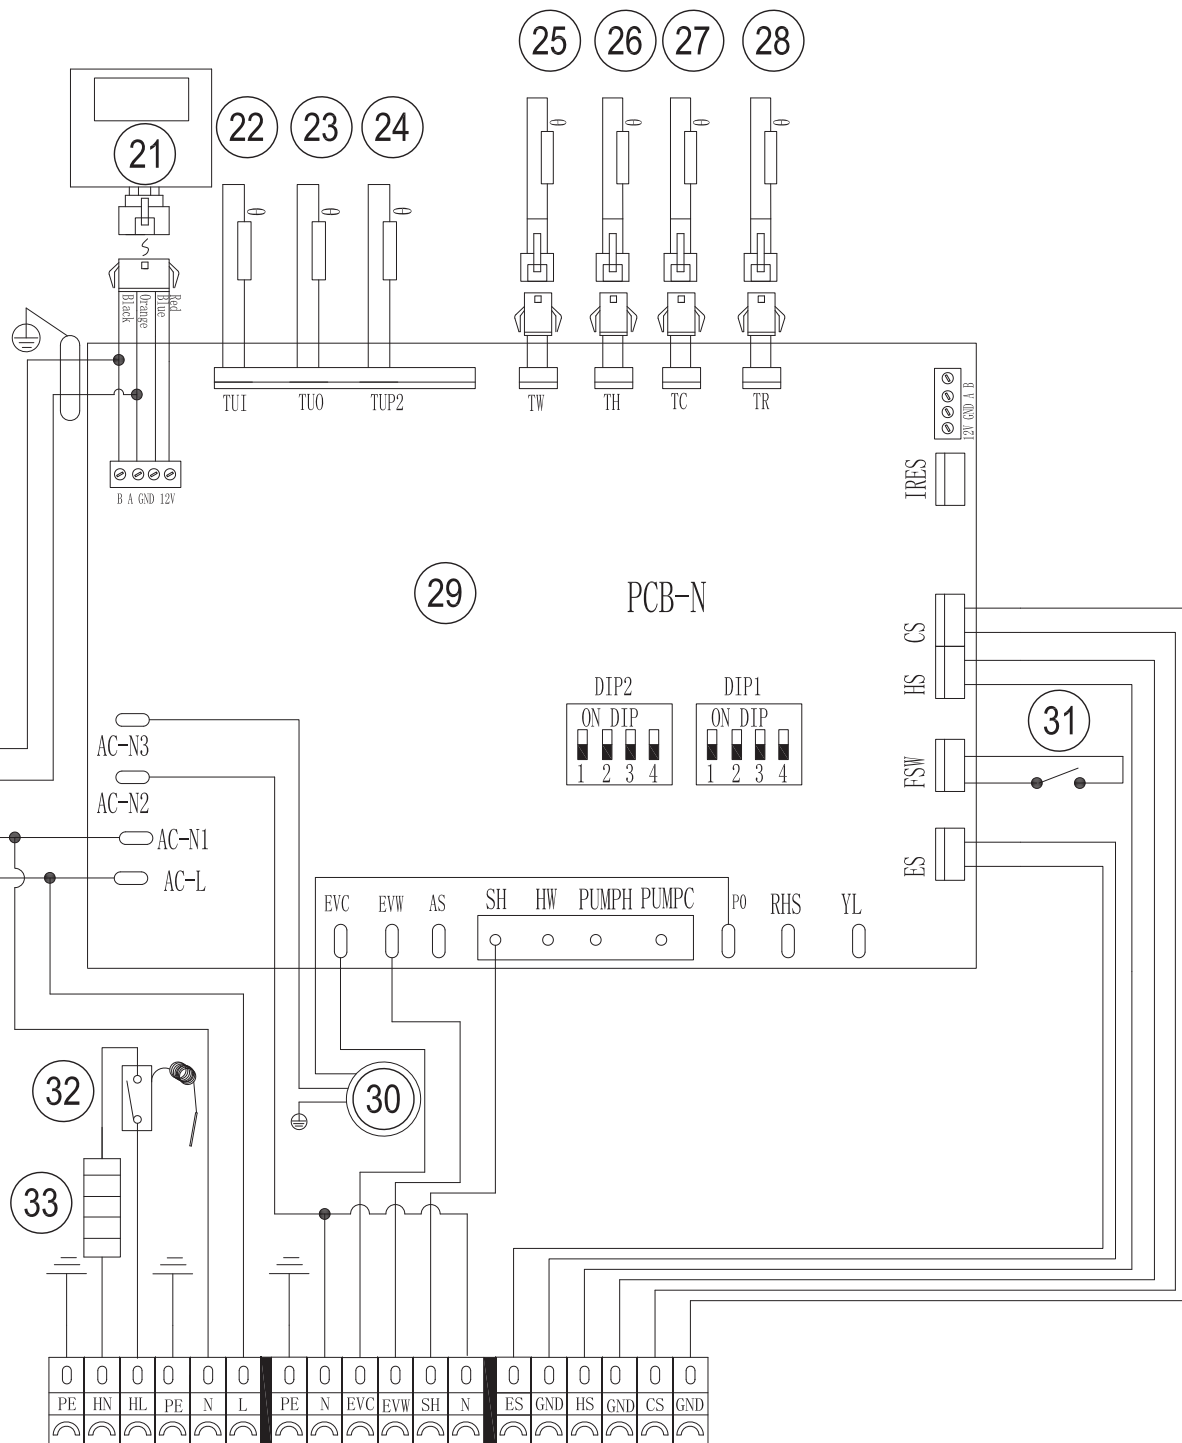 25 26 27 28
21 22 23 24
Black
Orange
Blue
Red
TUI TUO TUP2 TW TH TC TR
12V GND A B
B A GND 12V
IRES
29 PCB-N
CS
HS
DIP2 DIP1
ON DIP ON DIP
1 2 3 4 1 2 3 4
31
FSW
AC-N3
AC-N2
AC-N1
AC-L
ES
EVC EVW AS SH HW PUMPH PUMPC P0 RHS YL
32 30
33
PE HN HL PE N L PE N EVC EVW SH N ES GND HS GND CS GND